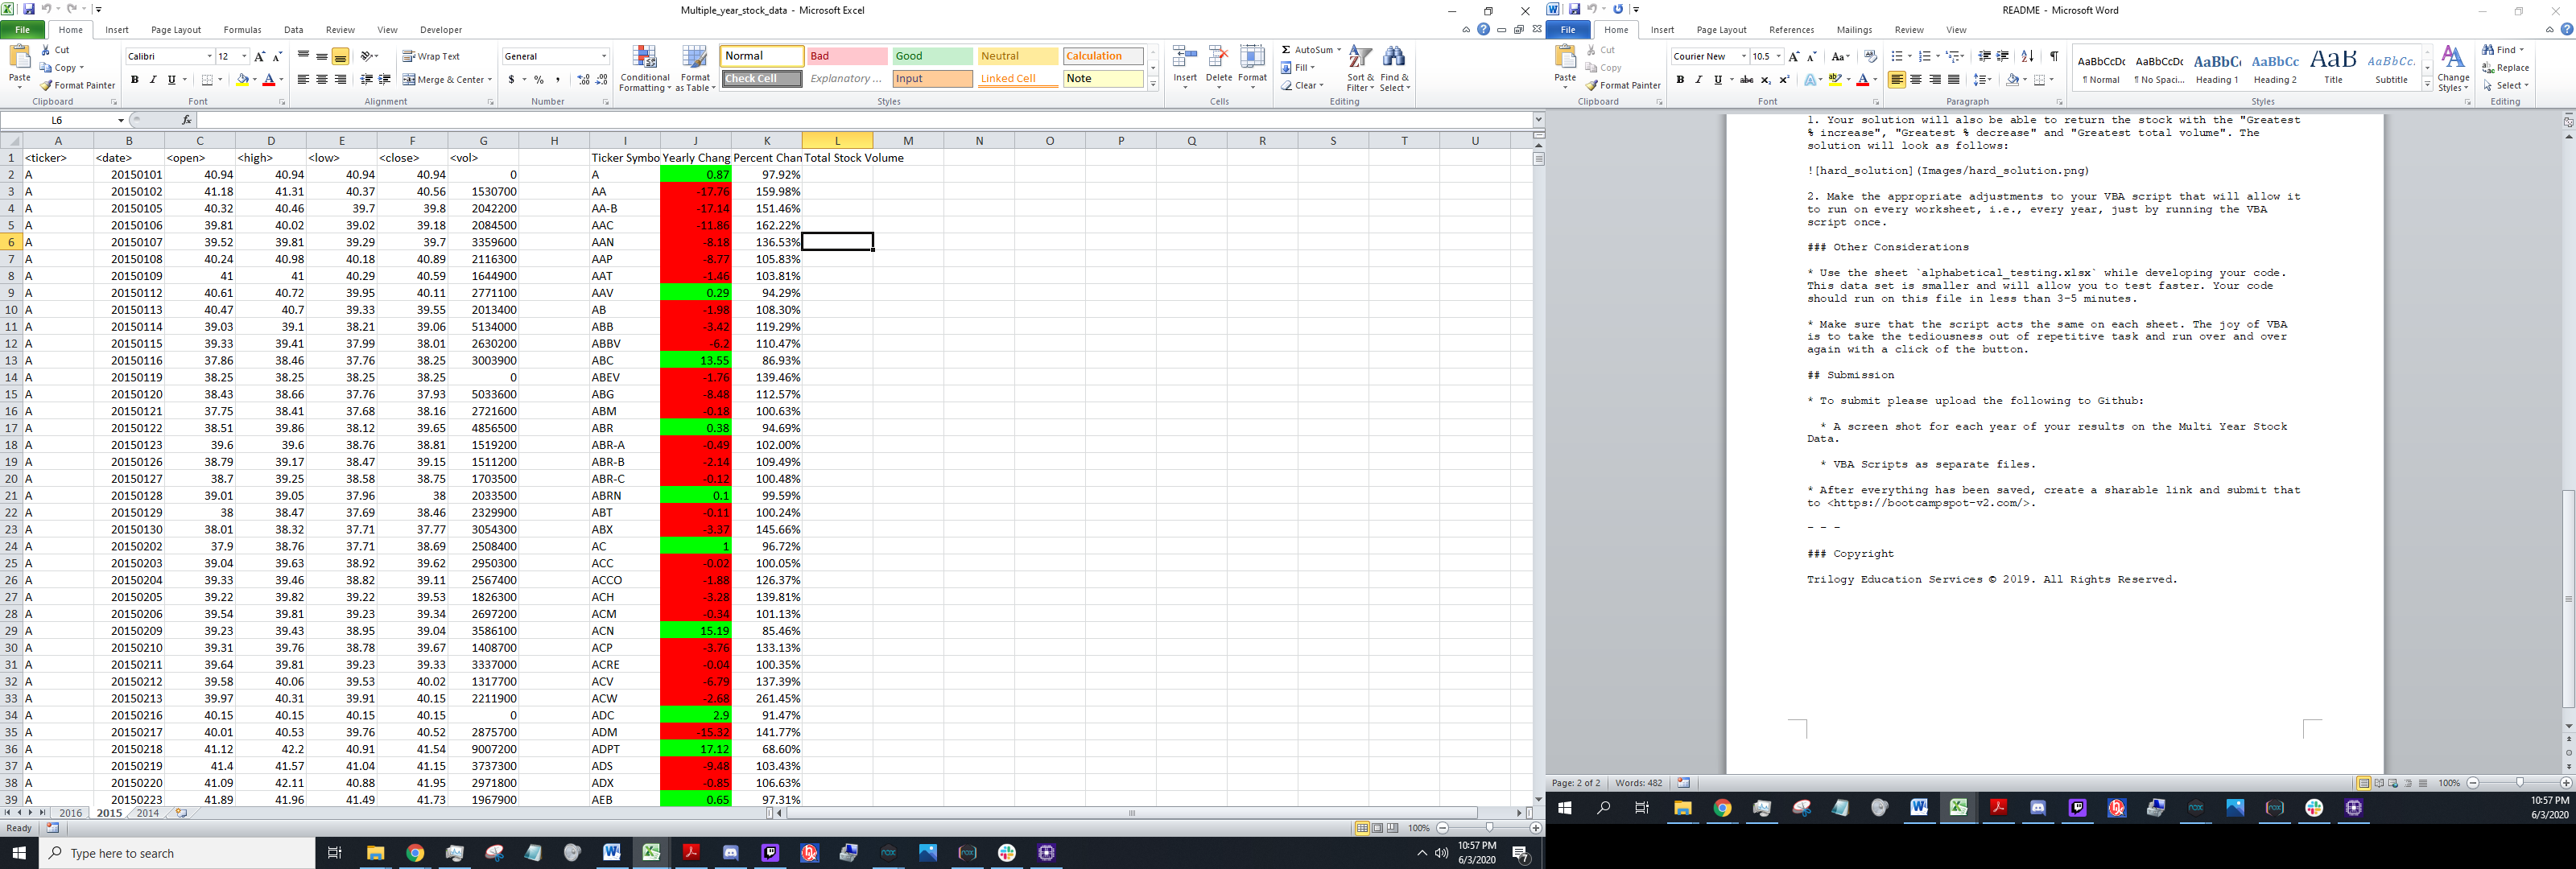 Multiple_year_stock_data - Microsoft Excel
File Home Insert Page Layout Formulas Data Review View Developer
Paste Cut Copy Format Painter
Calibri 12
Wrap Text
Merge & Center
General
Conditional Formatting Format as Table
Normal Bad Good Neutral Calculation
Check Cell Explanatory ... Input Linked Cell Note
Insert Delete Format
AutoSum Fill Clear
Sort & Filter Find & Select
Clipboard Font Alignment Number Styles Cells Editing
L6 fx
A B C D E F G H I J K L M N O P Q R S T U
1 <ticker> <date> <open> <high> <low> <close> <vol> Ticker Symbo Yearly Chang Percent Chan Total Stock Volume
2 A 20150101 40.94 40.94 40.94 40.94 0 A 0.87 97.92%
3 A 20150102 41.18 41.31 40.37 40.56 1530700 AA -17.76 159.98%
4 A 20150105 40.32 40.46 39.7 39.8 2042200 AA-B -17.14 151.46%
5 A 20150106 39.81 40.02 39.02 39.18 2084500 AAC -11.86 162.22%
6 A 20150107 39.52 39.81 39.29 39.7 3359600 AAN -8.18 136.53%
7 A 20150108 40.24 40.98 40.18 40.89 2116300 AAP -8.77 105.83%
8 A 20150109 41 41 40.29 40.59 1644900 AAT -1.46 103.81%
9 A 20150112 40.61 40.72 39.95 40.11 2771100 AAV 0.29 94.29%
10 A 20150113 40.47 40.7 39.33 39.55 2013400 AB -1.98 108.30%
11 A 20150114 39.03 39.1 38.21 39.06 5134000 ABB -3.42 119.29%
12 A 20150115 39.33 39.41 37.99 38.01 2630200 ABBV -6.2 110.47%
13 A 20150116 37.86 38.46 37.76 38.25 3003900 ABC 13.55 86.93%
14 A 20150119 38.25 38.25 38.25 38.25 0 ABEV -1.76 139.46%
15 A 20150120 38.43 38.66 37.76 37.93 5033600 ABG -8.48 112.57%
16 A 20150121 37.75 38.41 37.68 38.16 2721600 ABM -0.18 100.63%
17 A 20150122 38.51 39.86 38.12 39.65 4856500 ABR 0.38 94.69%
18 A 20150123 39.6 39.6 38.76 38.81 1519200 ABR-A -0.49 102.00%
19 A 20150126 38.79 39.17 38.47 39.15 1511200 ABR-B -2.14 109.49%
20 A 20150127 38.7 39.25 38.58 38.75 1703500 ABR-C -0.12 100.48%
21 A 20150128 39.01 39.05 37.96 38 2033500 ABRN 0.1 99.59%
22 A 20150129 38 38.47 37.69 38.46 2329900 ABT -0.11 100.24%
23 A 20150130 38.01 38.32 37.71 37.77 3054300 ABX -3.37 145.66%
24 A 20150202 37.9 38.76 37.71 38.69 2508400 AC 1 96.72%
25 A 20150203 39.04 39.63 38.92 39.62 2950300 ACC -0.02 100.05%
26 A 20150204 39.33 39.46 38.82 39.11 2567400 ACCO -1.88 126.37%
27 A 20150205 39.22 39.82 39.22 39.53 1826300 ACH -3.28 139.81%
28 A 20150206 39.54 39.81 39.23 39.34 2697200 ACM -0.34 101.13%
29 A 20150209 39.23 39.43 38.95 39.04 3586100 ACN 15.19 85.46%
30 A 20150210 39.31 39.76 38.78 39.67 1408700 ACP -3.76 133.13%
31 A 20150211 39.64 39.81 39.23 39.33 3337000 ACRE -0.04 100.35%
32 A 20150212 39.58 40.06 39.53 40.02 1317700 ACV -6.79 137.39%
33 A 20150213 39.97 40.31 39.91 40.15 2211900 ACW -2.68 261.45%
34 A 20150216 40.15 40.15 40.15 40.15 0 ADC 2.9 91.47%
35 A 20150217 40.01 40.53 39.76 40.52 2875700 ADM -15.32 141.77%
36 A 20150218 41.12 42.2 40.91 41.54 9007200 ADPT 17.12 68.60%
37 A 20150219 41.4 41.57 41.04 41.15 3737300 ADS -9.48 103.43%
38 A 20150220 41.09 42.11 40.88 41.95 2971800 ADX -0.85 106.63%
39 A 20150223 41.89 41.96 41.49 41.73 1967900 AEB 0.65 97.31%
2016 2015 2014
Ready 100%
Type here to search
10:57 PM
6/3/2020
7
README - Microsoft Word
File Home Insert Page Layout References Mailings Review View
Paste Cut Copy Format Painter
Courier New 10.5
AaBbCcDc AaBbCcDc AaBbC AaBbCc AaB AaBbCc.
¶ Normal ¶ No Spaci... Heading 1 Heading 2 Title Subtitle
Change Styles
Find Replace Select
Clipboard Font Paragraph Styles Editing
1. Your solution will also be able to return the stock with the "Greatest
% increase", "Greatest % decrease" and "Greatest total volume". The
solution will look as follows:
![hard_solution](Images/hard_solution.png)
2. Make the appropriate adjustments to your VBA script that will allow it
to run on every worksheet, i.e., every year, just by running the VBA
script once.
### Other Considerations
* Use the sheet `alphabetical_testing.xlsx` while developing your code.
This data set is smaller and will allow you to test faster. Your code
should run on this file in less than 3-5 minutes.
* Make sure that the script acts the same on each sheet. The joy of VBA
is to take the tediousness out of repetitive task and run over and over
again with a click of the button.
## Submission
* To submit please upload the following to Github:
* A screen shot for each year of your results on the Multi Year Stock
Data.
* VBA Scripts as separate files.
* After everything has been saved, create a sharable link and submit that
to <https://bootcampspot-v2.com/>.
- - -
### Copyright
Trilogy Education Services © 2019. All Rights Reserved.
Page: 2 of 2 Words: 482 100%
10:57 PM
6/3/2020